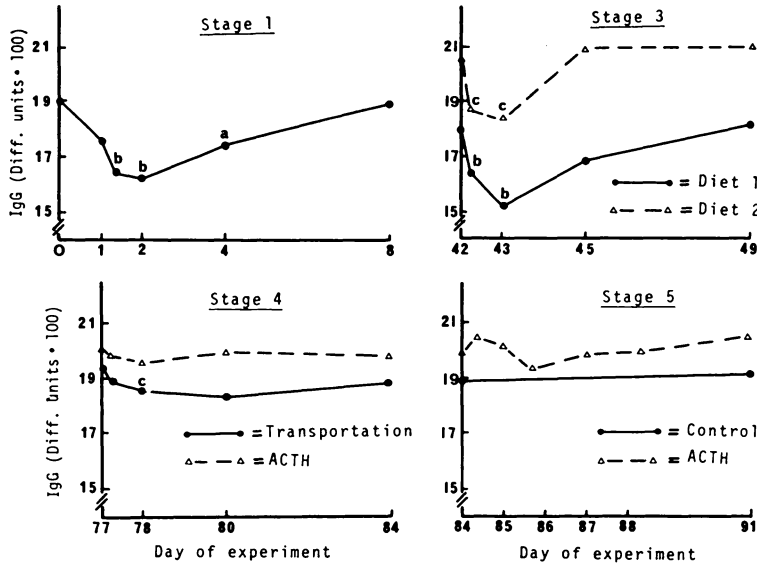 Stage 1
IgG (Diff. units • 100)
21
19
17
15
b
b
a
0 1 2 4 8
Stage 3
21
19
17
15
c
c
b
b
= Diet 1
= Diet 2
42 43 45 49
Stage 4
IgG (Diff. units • 100)
21
19
17
15
c
= Transportation
= ACTH
77 78 80 84
Day of experiment
Stage 5
21
19
17
15
= Control
= ACTH
84 85 86 87 88 91
Day of experiment